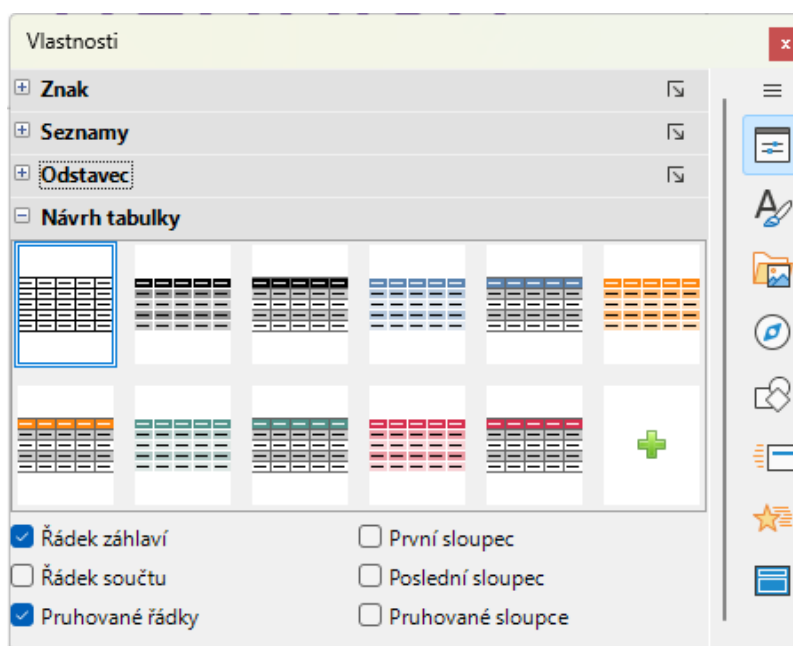 Vlastnosti
x
Znak
Seznamy
Odstavec
Návrh tabulky
Řádek záhlaví
První sloupec
Řádek součtu
Poslední sloupec
Pruhované řádky
Pruhované sloupce